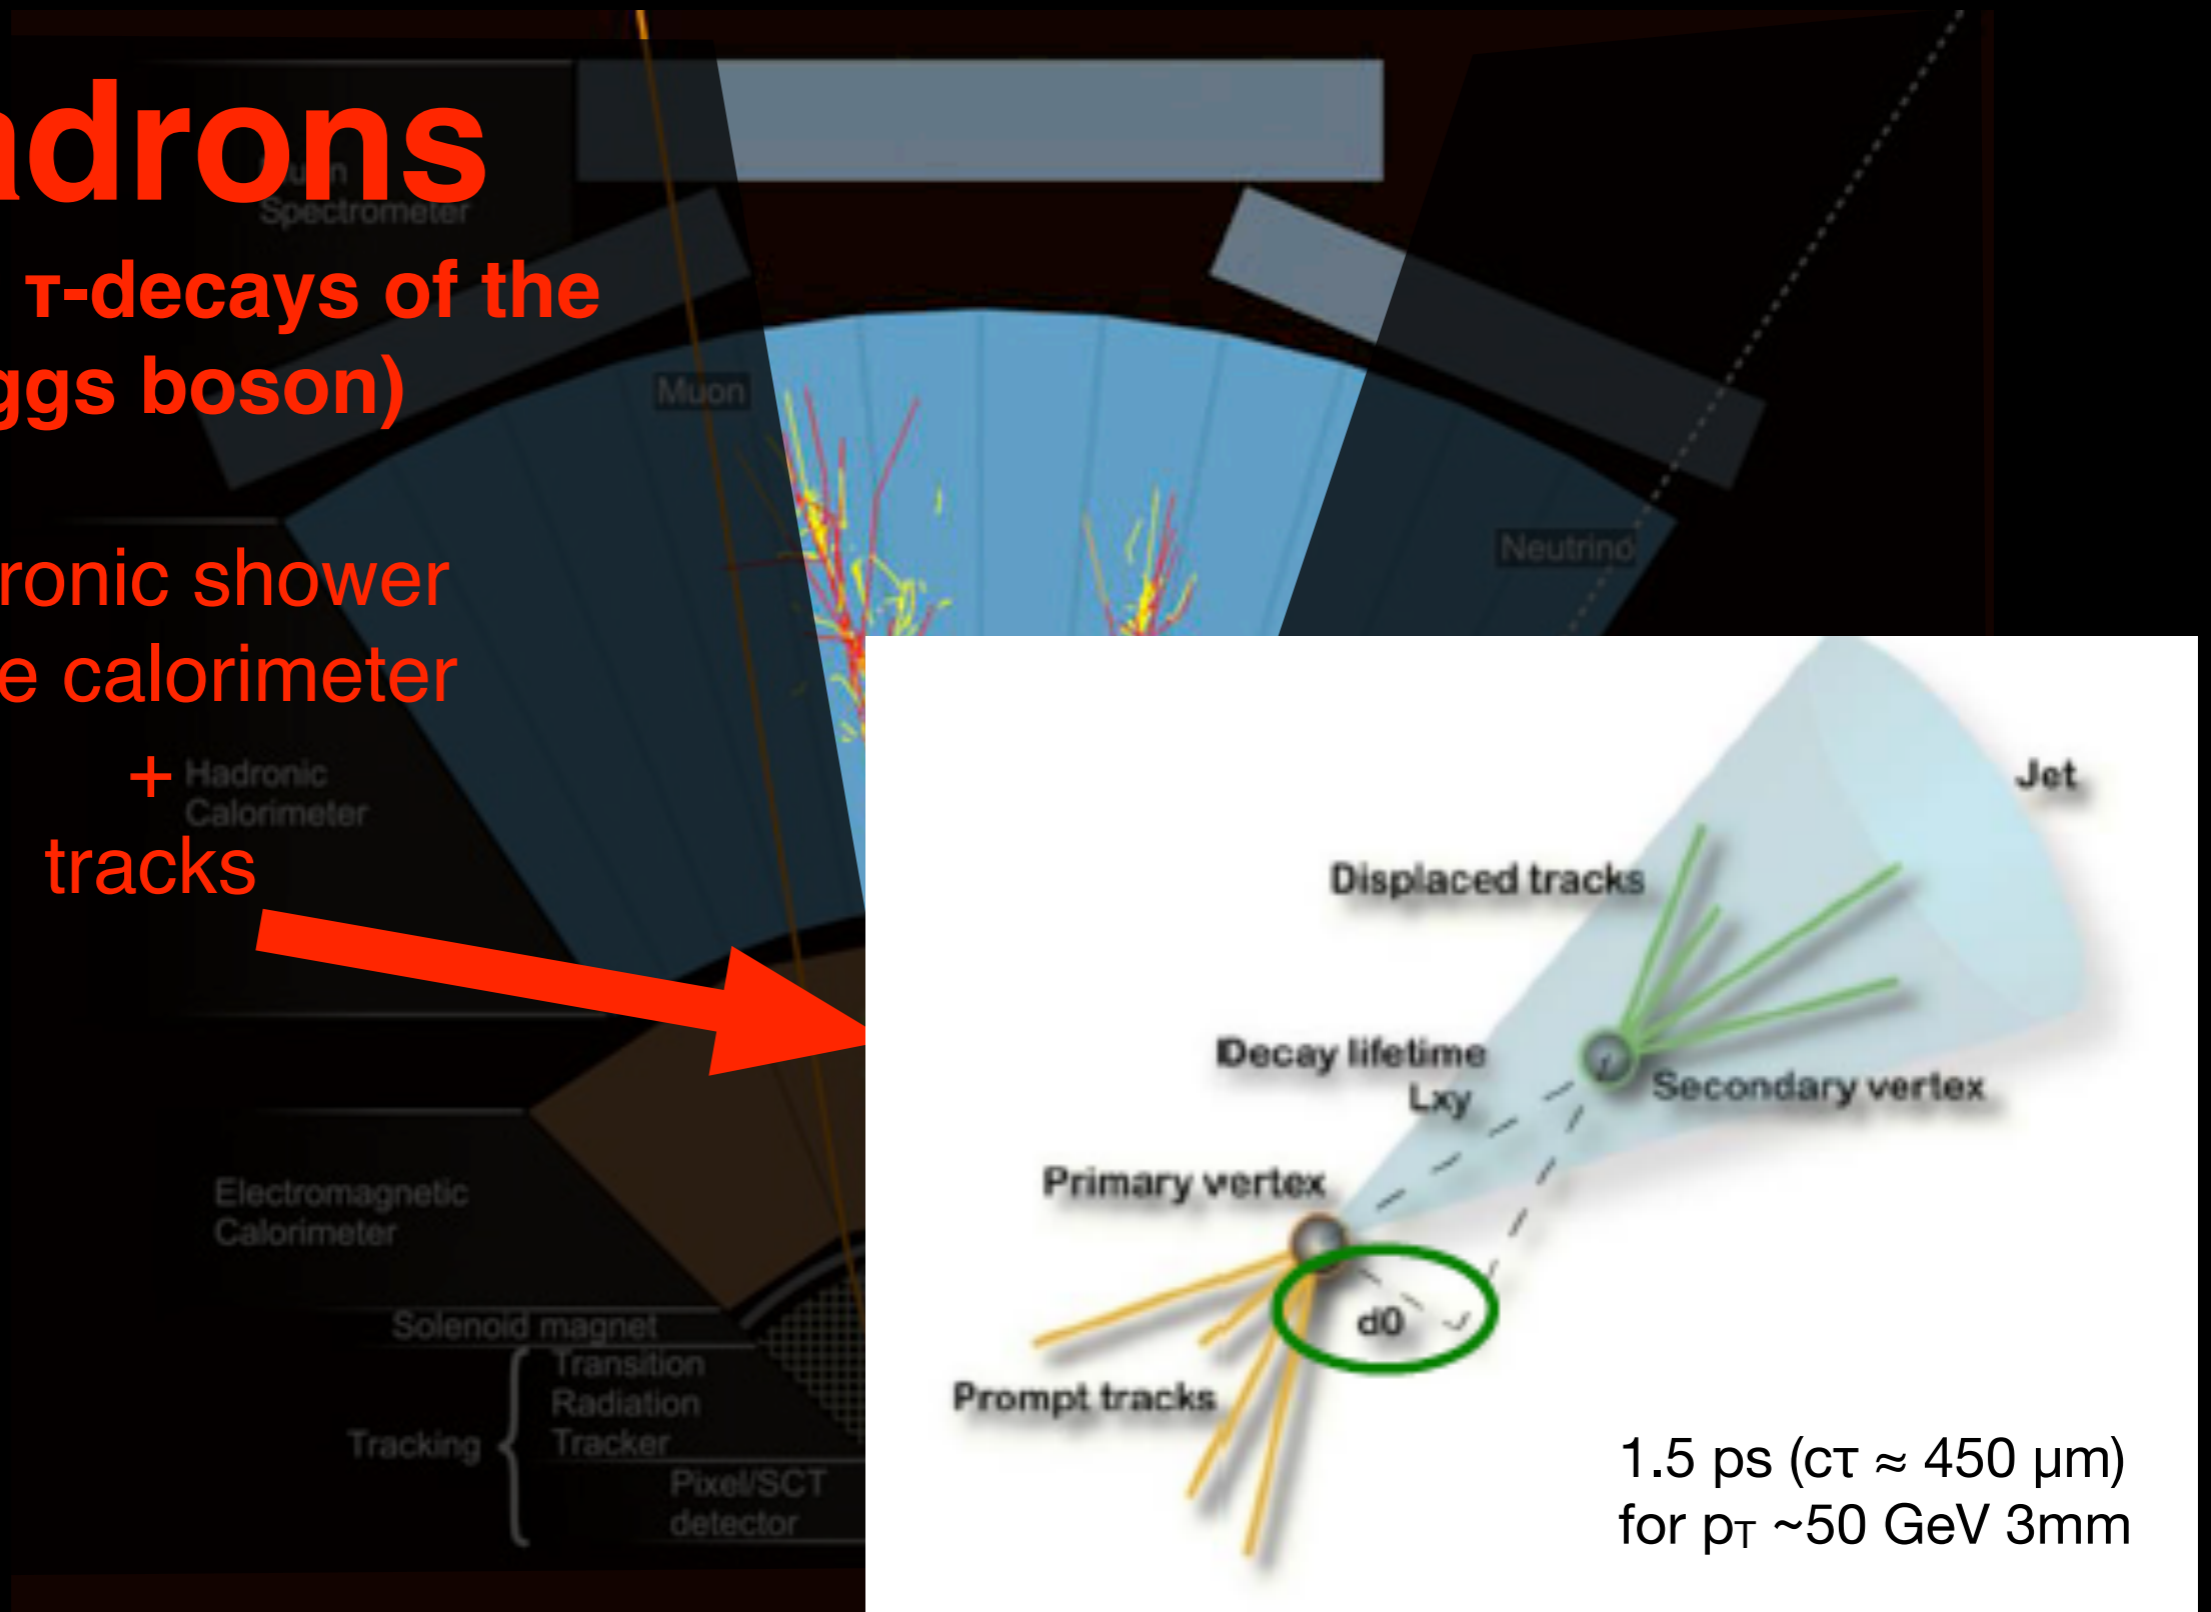 adrons
Muon
Spectrometer
τ-decays of the
ggs boson)
Muon
Neutrino
ronic shower
e calorimeter
+
Hadronic
Calorimeter
tracks
Jet
Displaced tracks
Decay lifetime
Lxy
Secondary vertex
Primary vertex
d0
Prompt tracks
Electromagnetic
Calorimeter
Solenoid magnet
Transition
Radiation
Tracking
Tracker
Pixel/SCT
detector
1.5 ps (cτ ≈ 450 μm)
for pT ~50 GeV 3mm